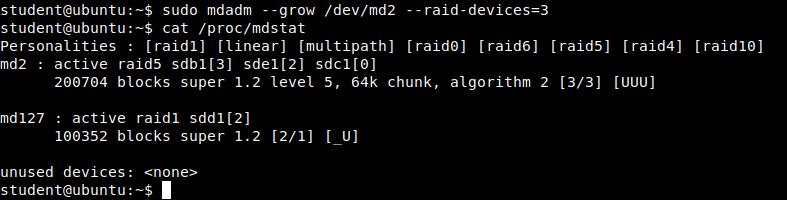 student@ubuntu:~$ sudo mdadm --grow /dev/md2 --raid-devices=3
student@ubuntu:~$ cat /proc/mdstat
Personalities : [raid1] [linear] [multipath] [raid0] [raid6] [raid5] [raid4] [raid10]
md2 : active raid5 sdb1[3] sde1[2] sdc1[0]
      200704 blocks super 1.2 level 5, 64k chunk, algorithm 2 [3/3] [UUU]

md127 : active raid1 sdd1[2]
      100352 blocks super 1.2 [2/1] [_U]

unused devices: <none>
student@ubuntu:~$